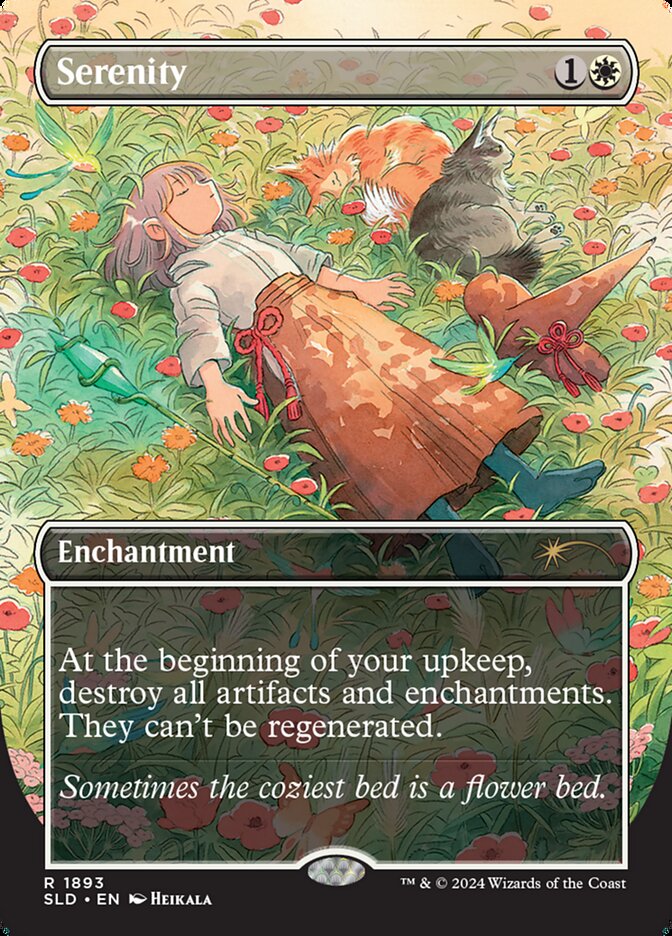 Serenity 1
Enchantment
At the beginning of your upkeep,
destroy all artifacts and enchantments.
They can't be regenerated.
Sometimes the coziest bed is a flower bed.
R 1893
SLD • EN HEIKALA
™ & © 2024 Wizards of the Coast